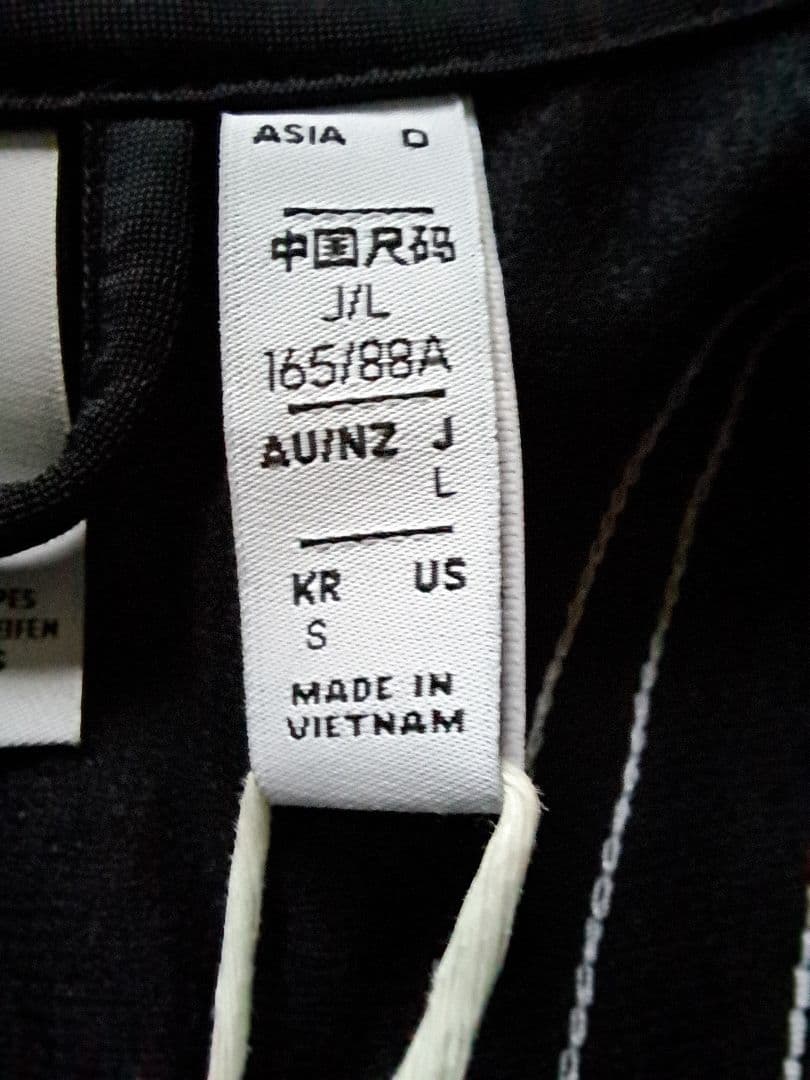 ASIA D
中国尺码
J/L
165/88A
AU/NZ J
L
KR US
S
MADE IN
VIETNAM